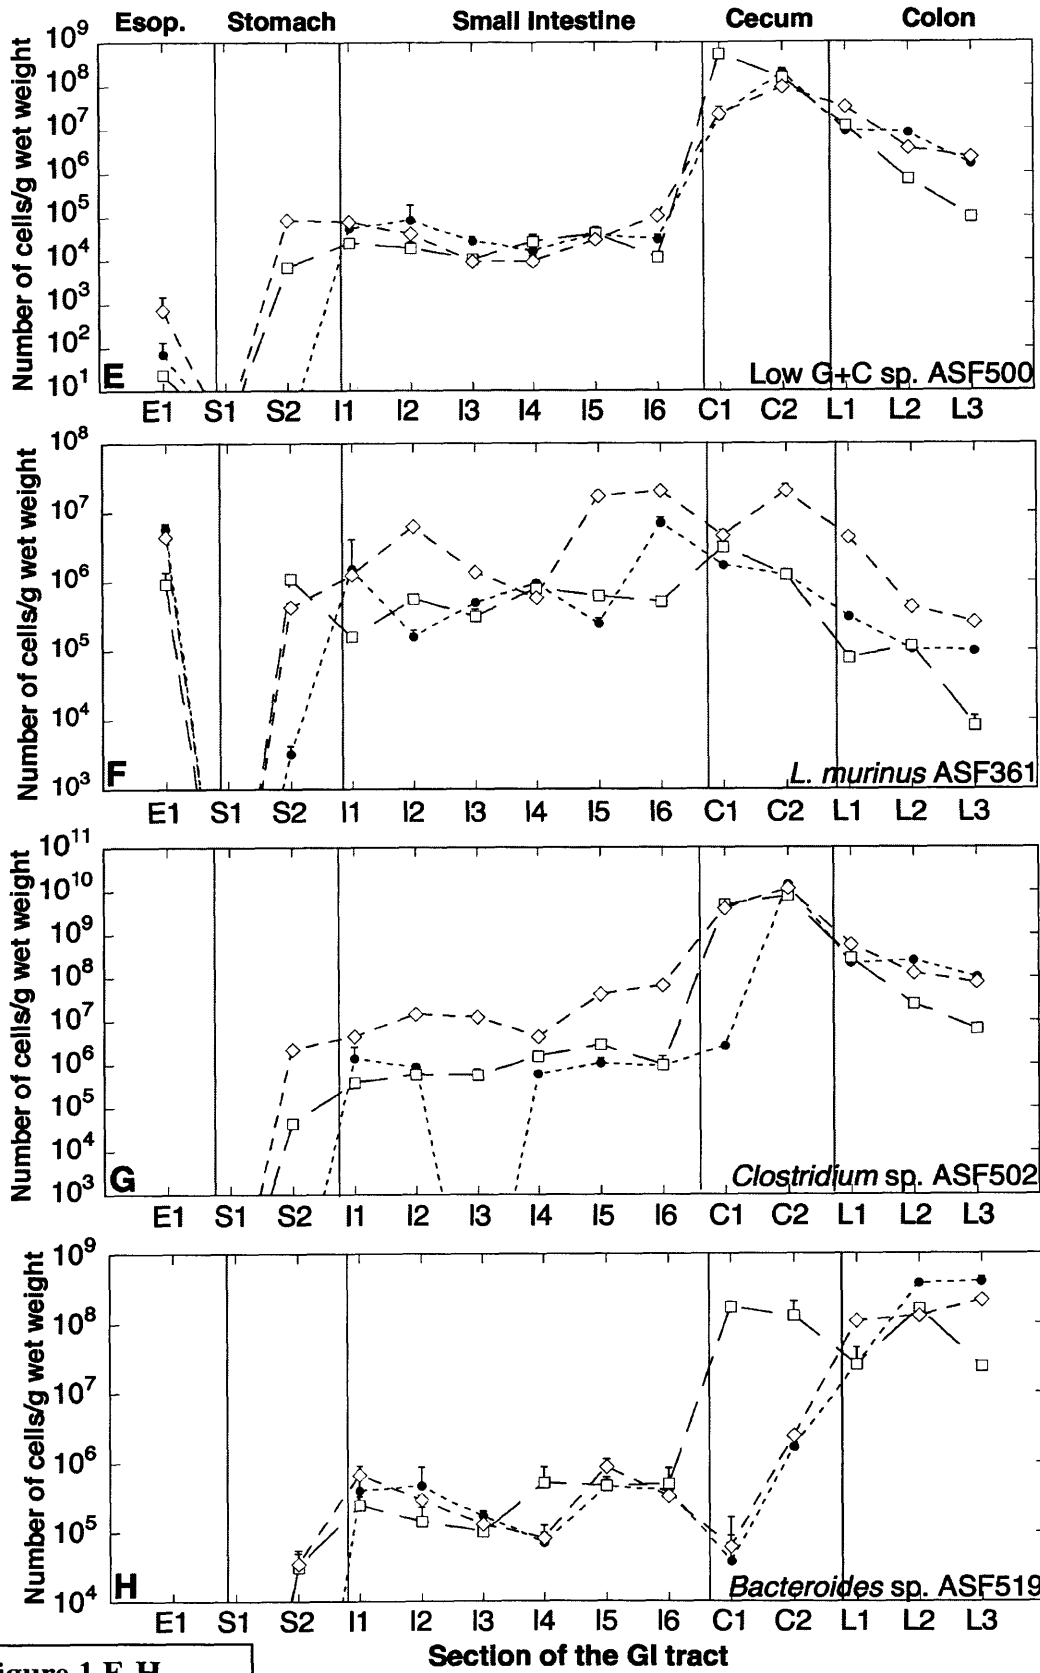 Esop. Stomach Small Intestine Cecum Colon
Number of cells/g wet weight
10⁹
10⁸
10⁷
10⁶
10⁵
10⁴
10³
10²
10¹
E
Low G+C sp. ASF500
E1 S1 S2 I1 I2 I3 I4 I5 I6 C1 C2 L1 L2 L3
Number of cells/g wet weight
10⁸
10⁷
10⁶
10⁵
10⁴
10³
F
L. murinus ASF361
E1 S1 S2 I1 I2 I3 I4 I5 I6 C1 C2 L1 L2 L3
Number of cells/g wet weight
10¹¹
10¹⁰
10⁹
10⁸
10⁷
10⁶
10⁵
10⁴
10³
G
Clostridium sp. ASF502
E1 S1 S2 I1 I2 I3 I4 I5 I6 C1 C2 L1 L2 L3
Number of cells/g wet weight
10⁹
10⁸
10⁷
10⁶
10⁵
10⁴
H
Bacteroides sp. ASF519
E1 S1 S2 I1 I2 I3 I4 I5 I6 C1 C2 L1 L2 L3
Section of the GI tract